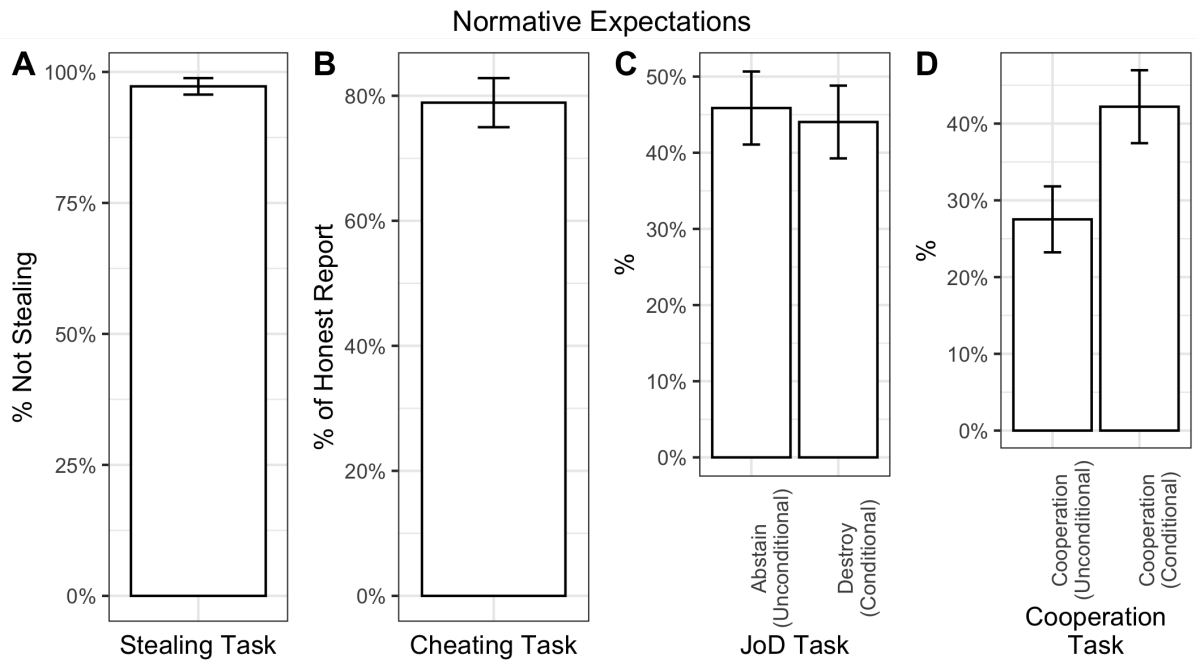 Normative Expectations
A
% Not Stealing
100%
75%
50%
25%
0%
Stealing Task
B
% of Honest Report
80%
60%
40%
20%
0%
Cheating Task
C
%
50%
40%
30%
20%
10%
0%
Abstain
(Unconditional)
Destroy
(Conditional)
JoD Task
D
%
40%
30%
20%
10%
0%
Cooperation
(Unconditional)
Cooperation
(Conditional)
Cooperation
Task